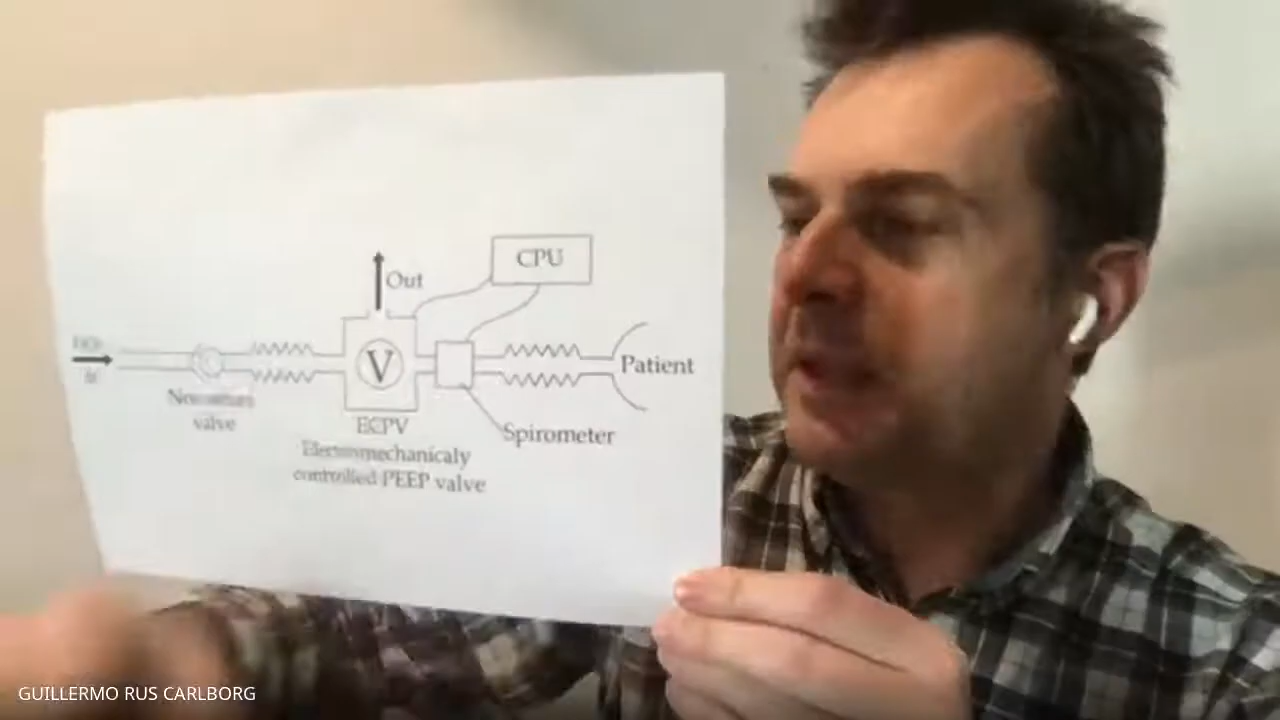 CPU
Out
V
Patient
valve
ECPV
Spirometer
Electromechanicaly
controlled PEEP valve
GUILLERMO RUS CARLBORG